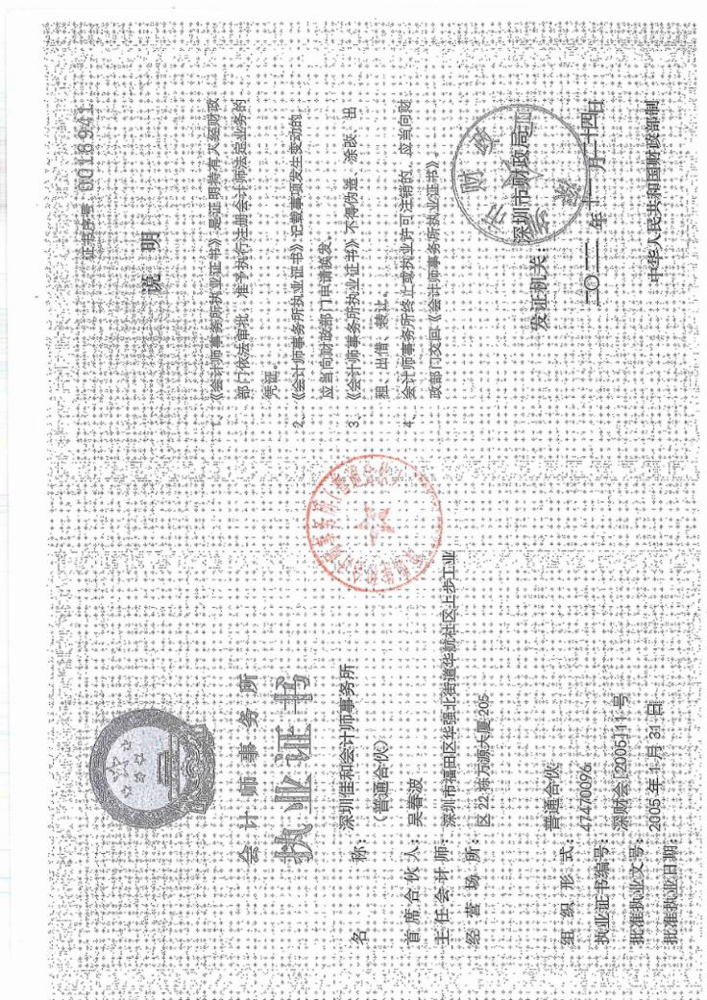 会计师事务所
执业证书
名　　　称：深圳佳和会计师事务所
（普通合伙）
首席合伙人：吴春波
主任会计师：
经营场所：深圳市福田区华强北街道华航社区上步工业
区22栋万源大厦205
组织形式：普通合伙
执业证书编号：47470096
批准执业文号：深财会[2005]11号
批准执业日期：2005年1月31日
证书序号：0018941
说明
1、《会计师事务所执业证书》是证明持有人经财政
部门依法审批，准予执行注册会计师法定业务的
凭证。
2、《会计师事务所执业证书》记载事项发生变动的，
应当向财政部门申请换发。
3、《会计师事务所执业证书》不得伪造、涂改、出
租、出借、转让。
4、会计师事务所终止或执业许可注销的，应当向财
政部门交回《会计师事务所执业证书》。
发证机关：深圳市财政局
二〇二一年十一月二十四日
中华人民共和国财政部制